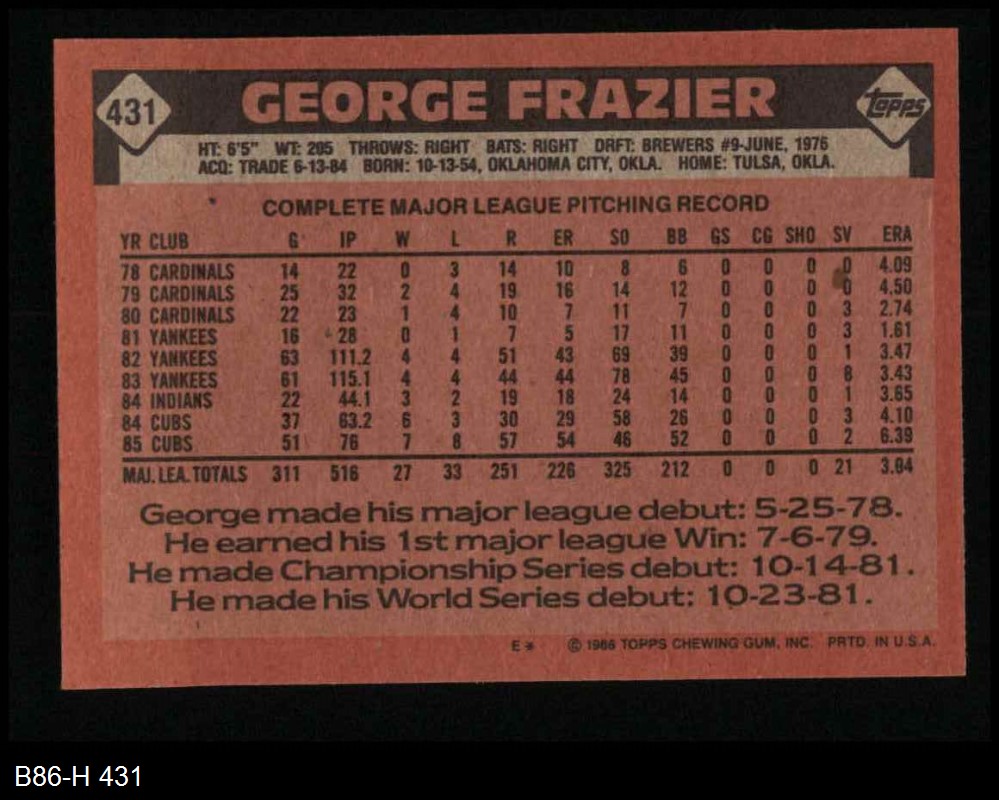 431 GEORGE FRAZIER topps
HT: 6'5" WT: 205 THROWS: RIGHT BATS: RIGHT DRFT: BREWERS #9-JUNE, 1976
ACQ: TRADE 6-13-84 BORN: 10-13-54, OKLAHOMA CITY, OKLA. HOME: TULSA, OKLA.
COMPLETE MAJOR LEAGUE PITCHING RECORD
YR CLUB G IP W L R ER SO BB GS CG SHO SV ERA
78 CARDINALS 14 22 0 3 14 10 8 6 0 0 0 0 4.09
79 CARDINALS 25 32 2 4 19 16 14 12 0 0 0 0 4.50
80 CARDINALS 22 23 1 4 10 7 11 7 0 0 0 3 2.74
81 YANKEES 16 28 0 1 7 5 17 11 0 0 0 3 1.61
82 YANKEES 63 111.2 4 4 51 43 69 39 0 0 0 1 3.47
83 YANKEES 61 115.1 4 4 44 44 78 45 0 0 0 8 3.43
84 INDIANS 22 44.1 3 2 19 18 24 14 0 0 0 1 3.65
84 CUBS 37 63.2 6 3 30 29 58 26 0 0 0 3 4.10
85 CUBS 51 76 7 8 57 54 46 52 0 0 0 2 6.39
MAJ. LEA. TOTALS 311 516 27 33 251 226 325 212 0 0 0 21 3.94
George made his major league debut: 5-25-78.
He earned his 1st major league Win: 7-6-79.
He made Championship Series debut: 10-14-81.
He made his World Series debut: 10-23-81.
E* © 1986 TOPPS CHEWING GUM, INC. PRTD. IN U.S.A.
B86-H 431